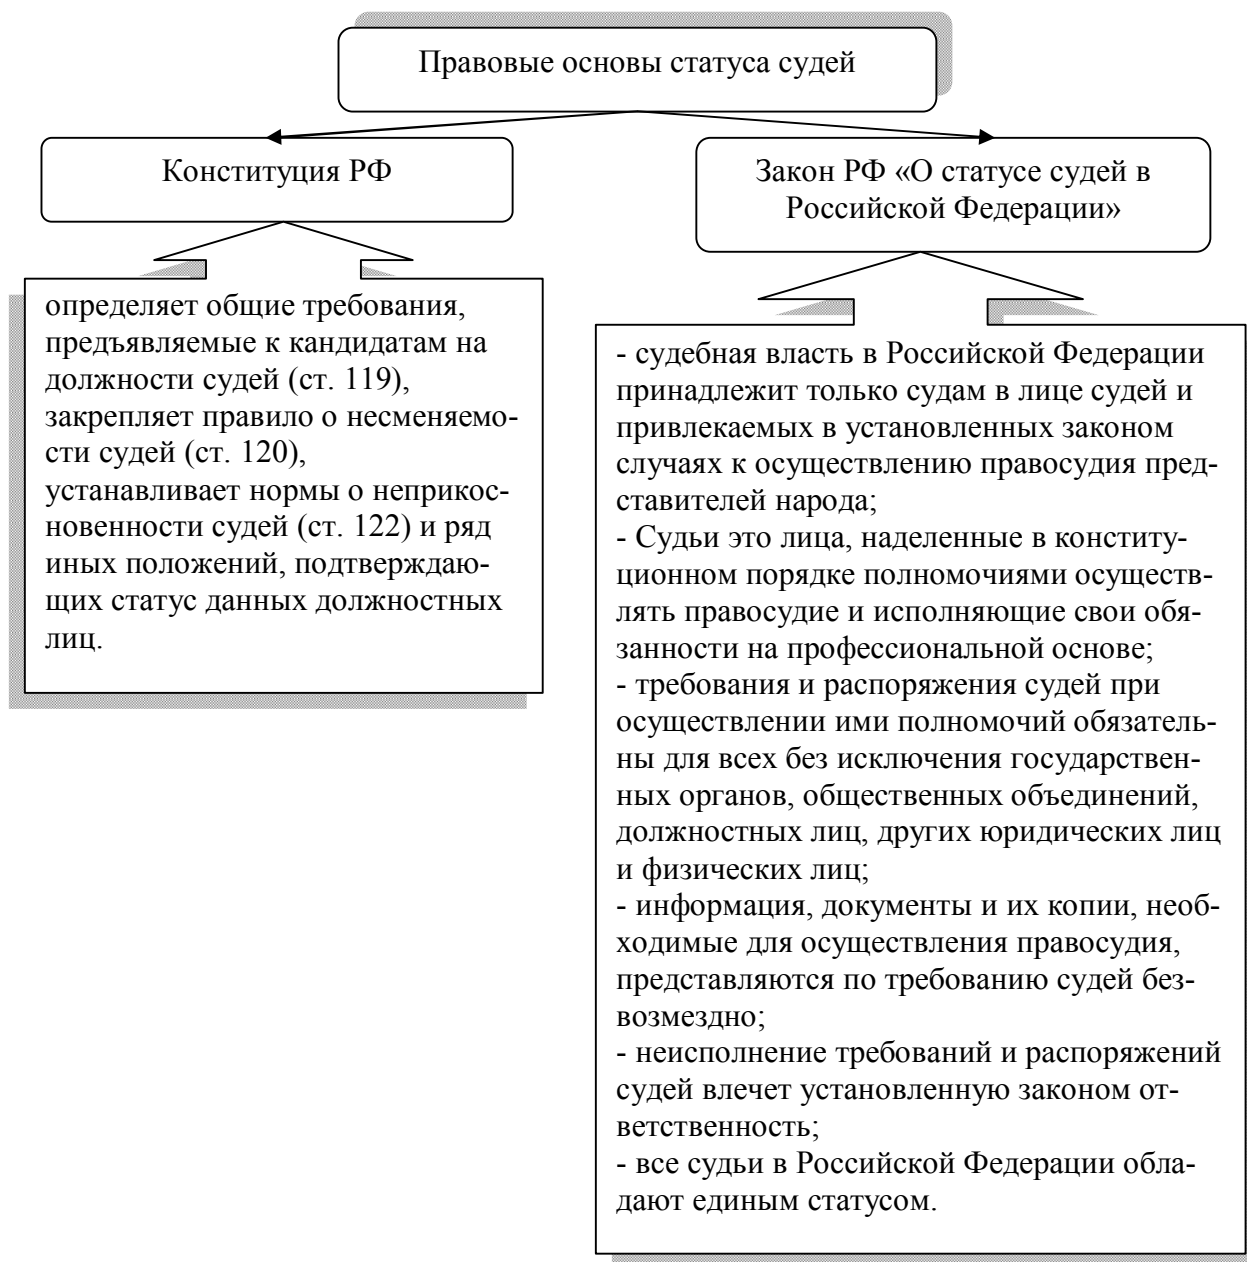 Правовые основы статуса судей
Конституция РФ
Закон РФ «О статусе судей в
Российской Федерации»
определяет общие требования,
предъявляемые к кандидатам на
должности судей (ст. 119),
закрепляет правило о несменяемо-
сти судей (ст. 120),
устанавливает нормы о неприкос-
новенности судей (ст. 122) и ряд
иных положений, подтверждаю-
щих статус данных должностных
лиц.
- судебная власть в Российской Федерации
принадлежит только судам в лице судей и
привлекаемых в установленных законом
случаях к осуществлению правосудия пред-
ставителей народа;
- Судьи это лица, наделенные в конститу-
ционном порядке полномочиями осуществ-
лять правосудие и исполняющие свои обя-
занности на профессиональной основе;
- требования и распоряжения судей при
осуществлении ими полномочий обязатель-
ны для всех без исключения государствен-
ных органов, общественных объединений,
должностных лиц, других юридических лиц
и физических лиц;
- информация, документы и их копии, необ-
ходимые для осуществления правосудия,
представляются по требованию судей без-
возмездно;
- неисполнение требований и распоряжений
судей влечет установленную законом от-
ветственность;
- все судьи в Российской Федерации обла-
дают единым статусом.